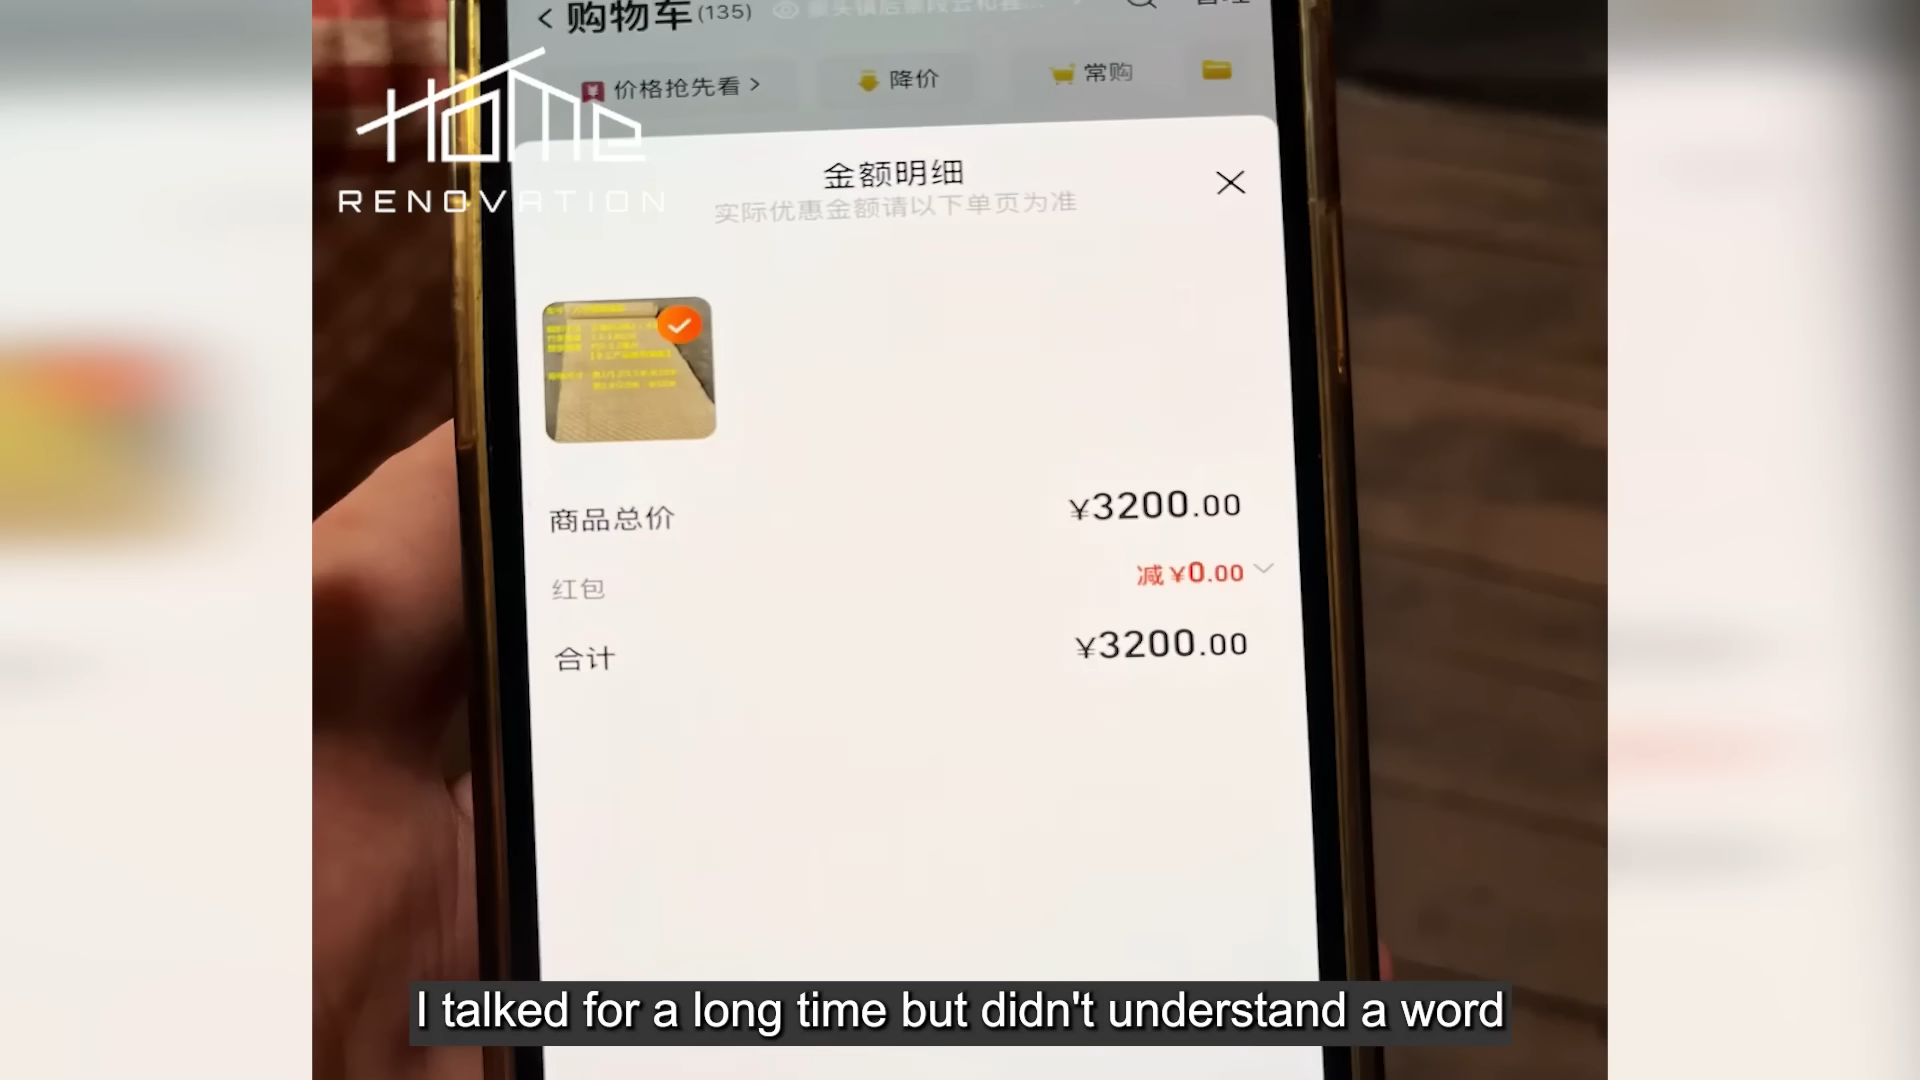 购物车(135)
价格抢先看
降价
常购
HOME
RENOVATION
金额明细
实际优惠金额请以下单页为准
商品总价
¥3200.00
红包
减¥0.00
合计
¥3200.00
I talked for a long time but didn't understand a word